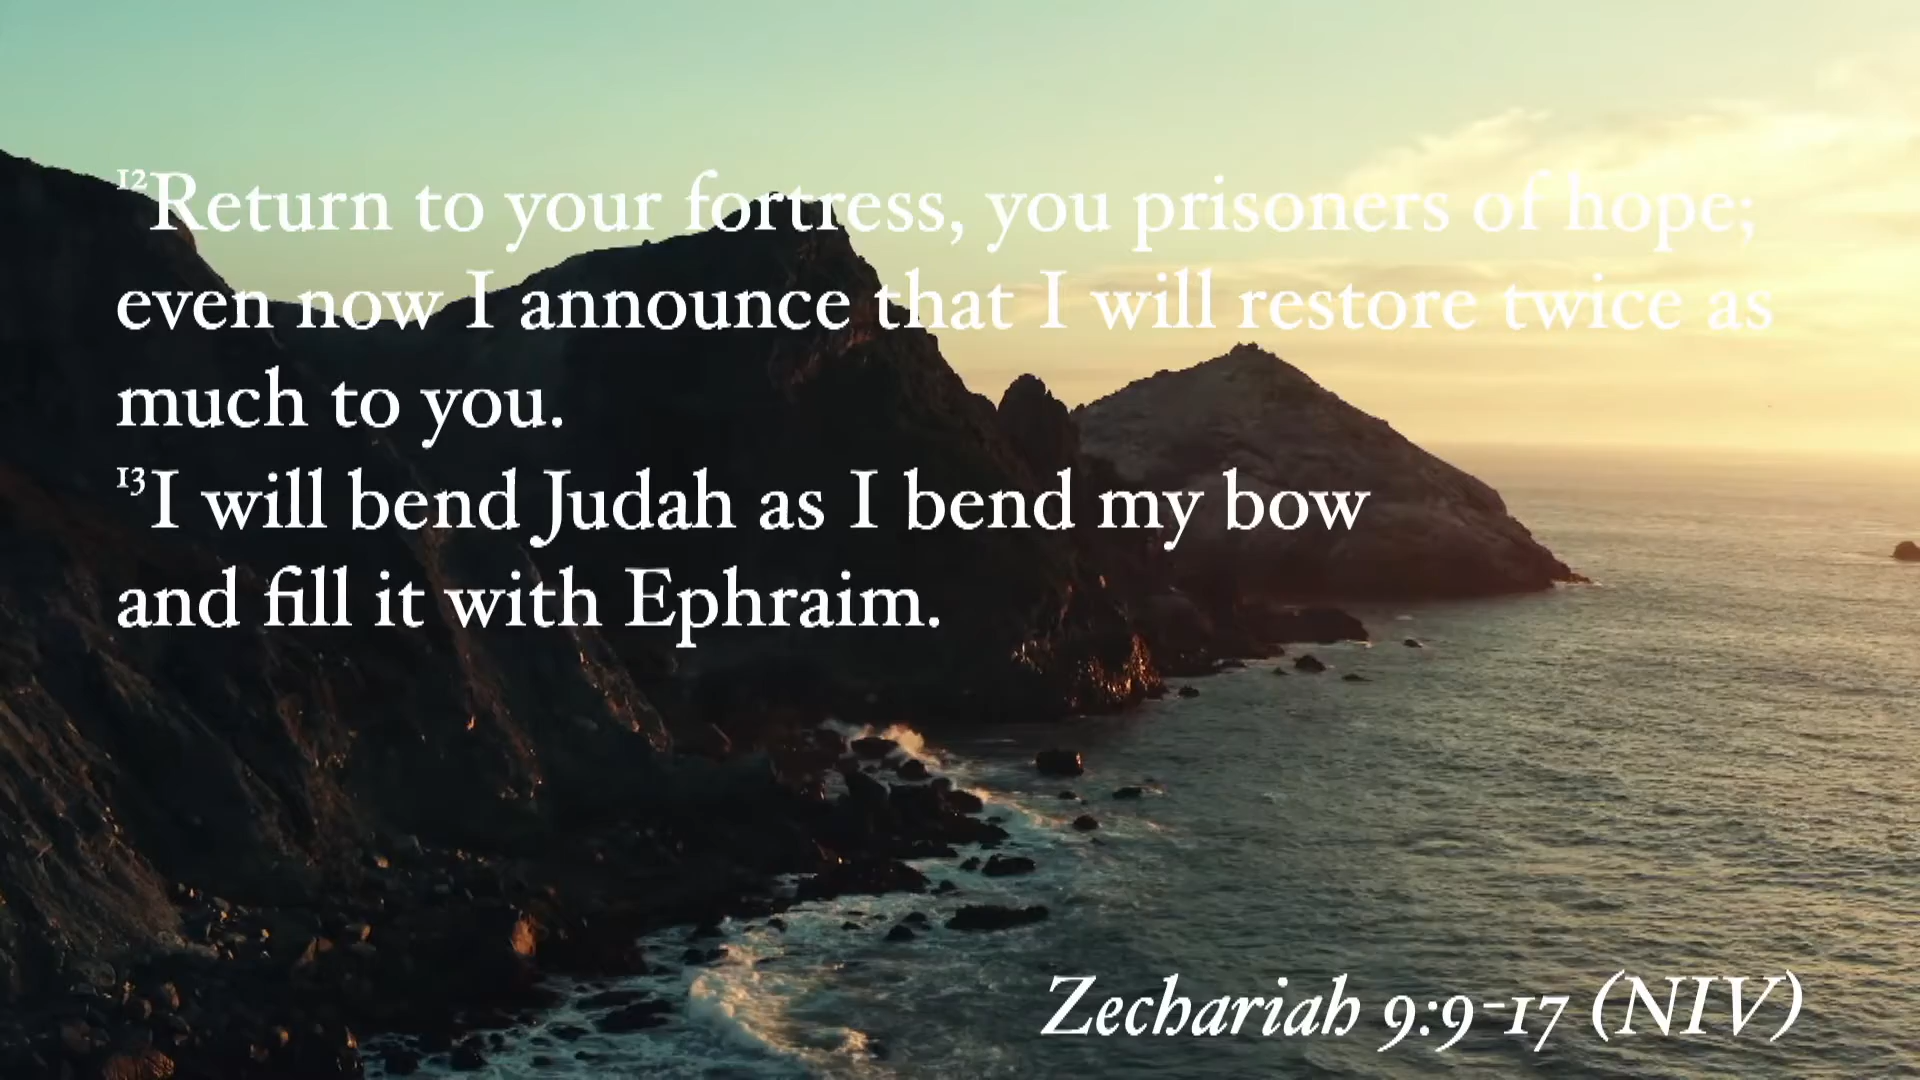 ¹²Return to your fortress, you prisoners of hope;
even now I announce that I will restore twice as
much to you.
¹³I will bend Judah as I bend my bow
and fill it with Ephraim.
Zechariah 9:9-17 (NIV)